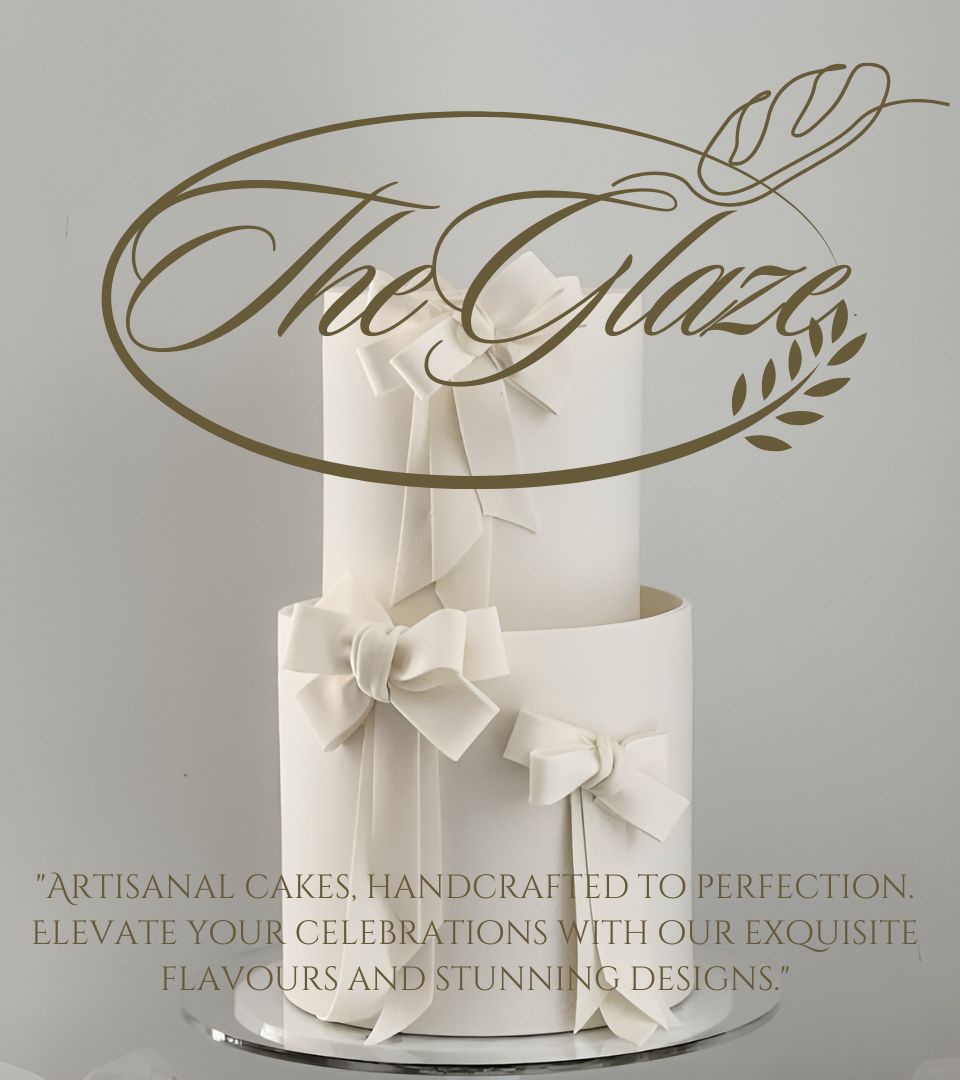 The Glaze
"Artisanal cakes, handcrafted to perfection.
Elevate your celebrations with our exquisite
flavours and stunning designs."